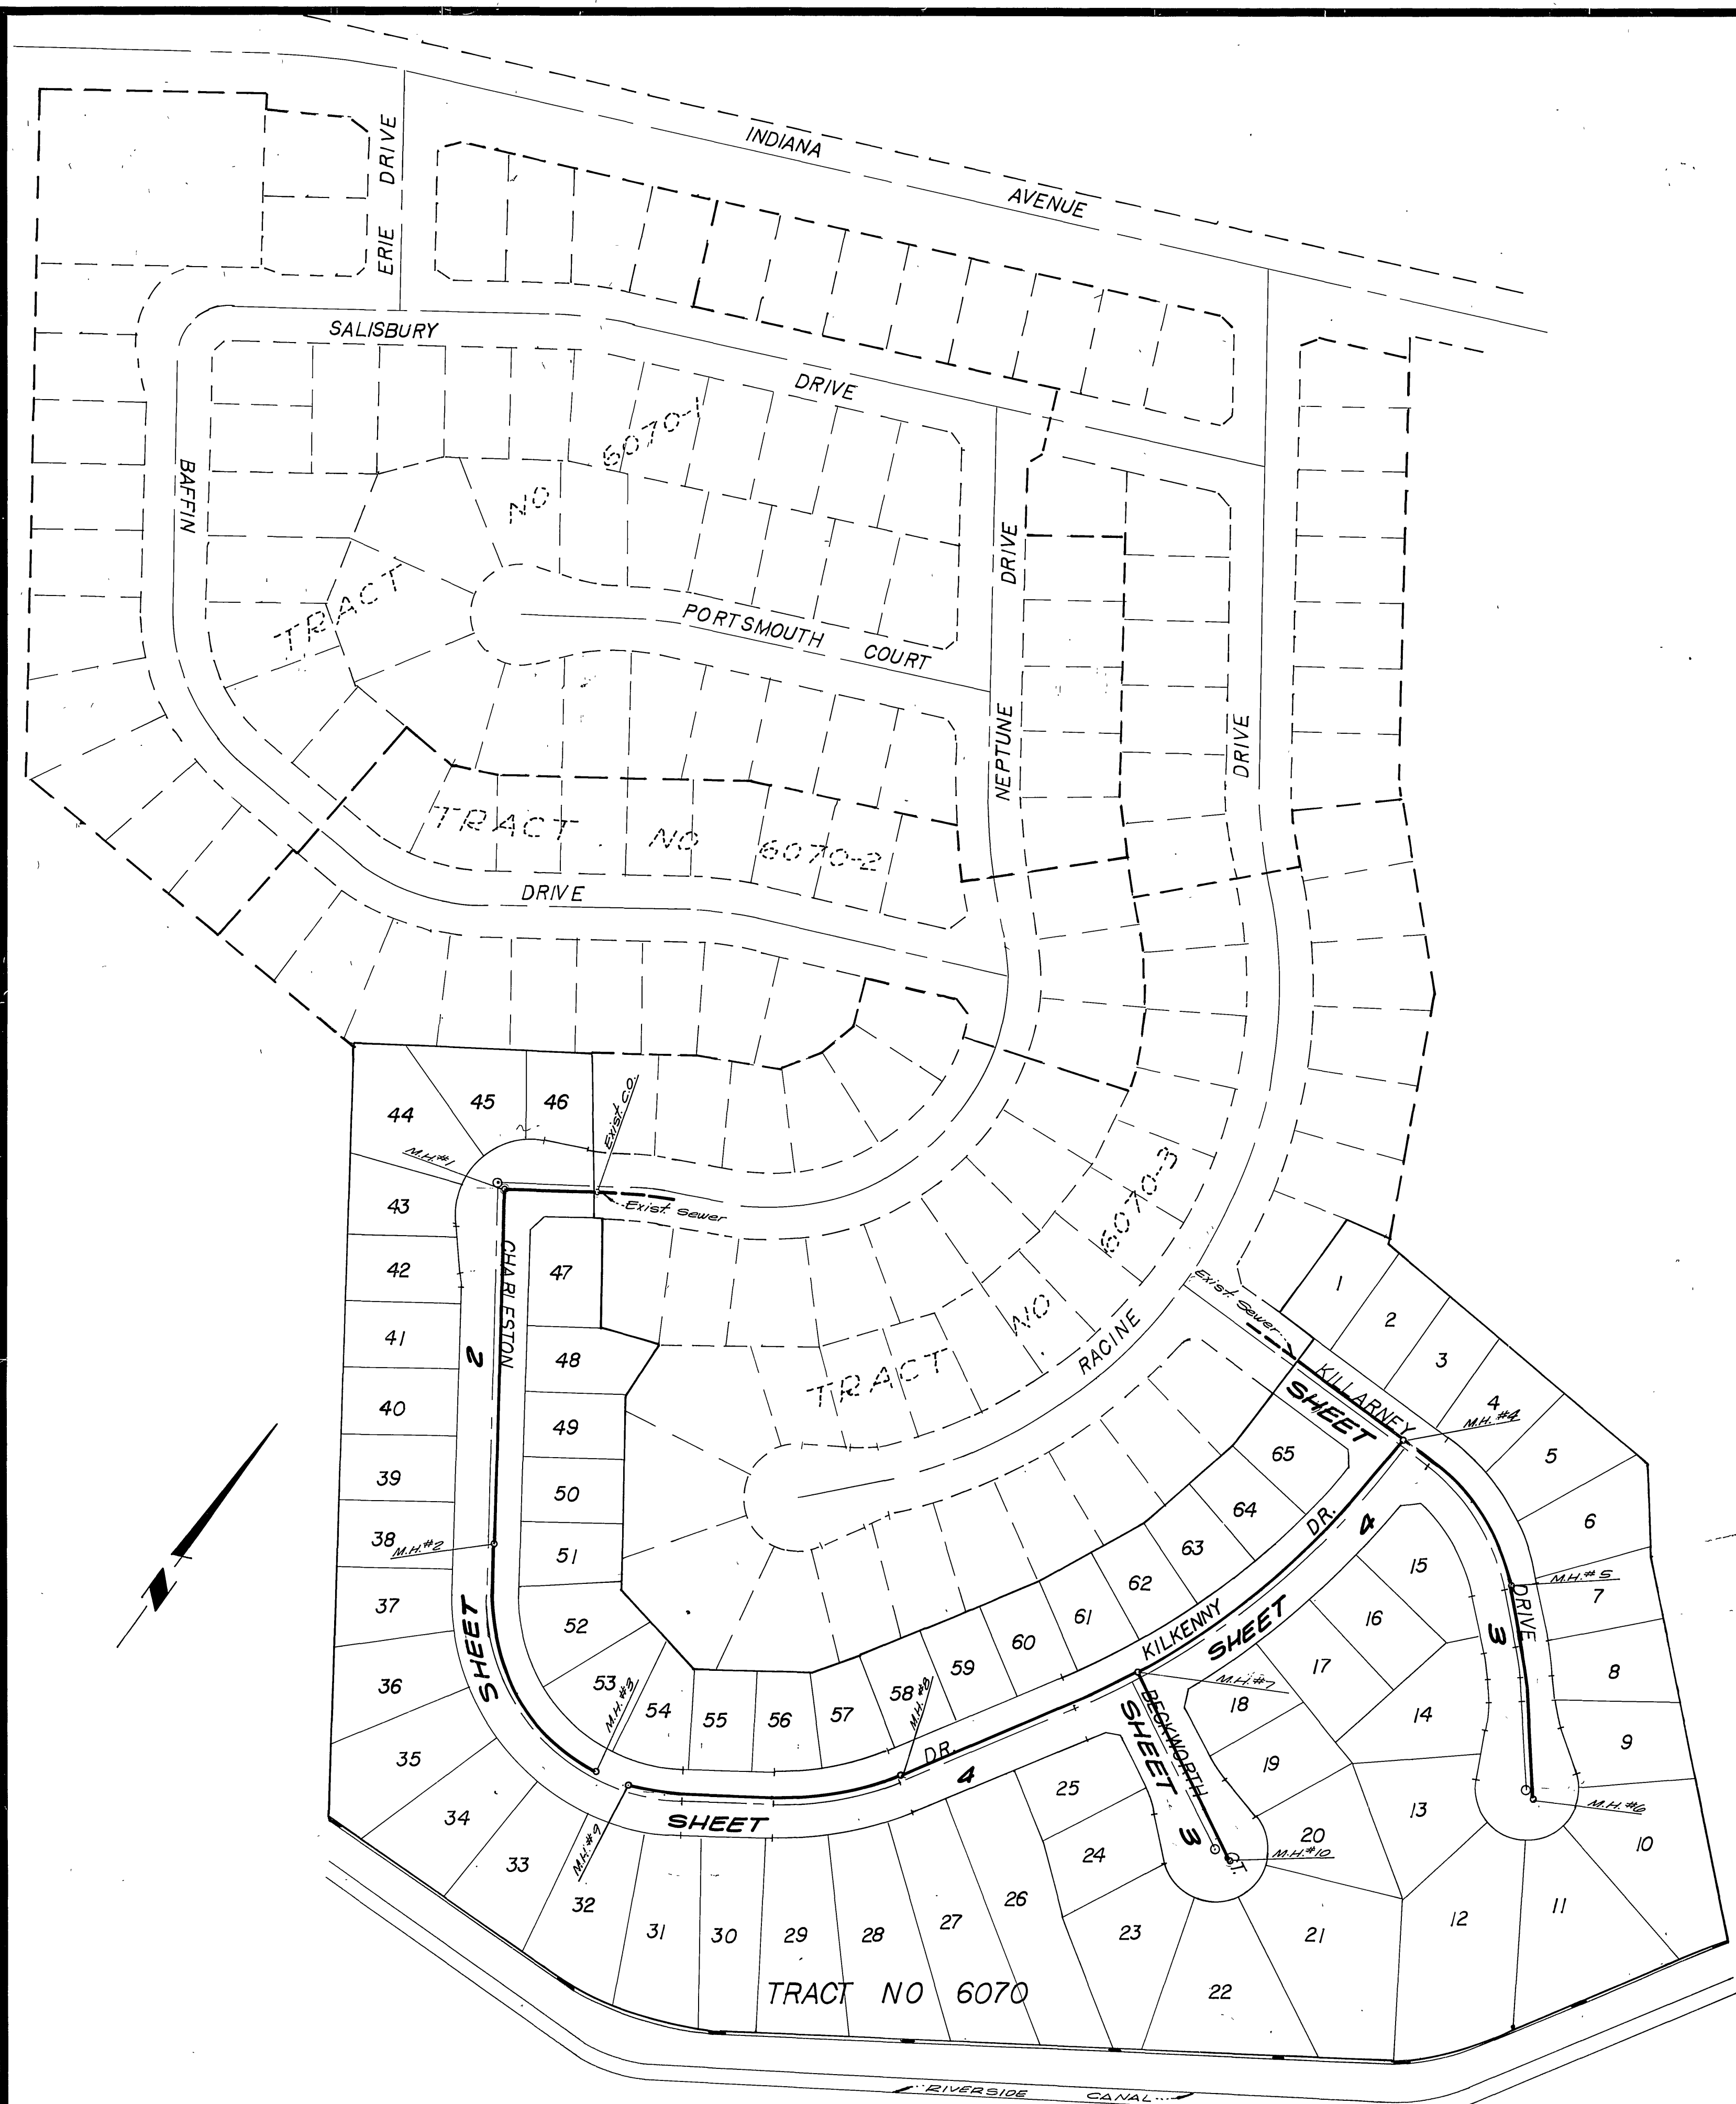 INDIANA
AVENUE
ERIE DRIVE
SALISBURY
DRIVE
BAFFIN
NO 6070-1
TRACT
PORTSMOUTH COURT
NEPTUNE DRIVE
DRIVE
TRACT NO 6070-2
DRIVE
44
45
46
Exist. C.O.
M.H.#1
Exist. Sewer
43
42
41
40
39
38
M.H.#2
37
36
35
34
33
32
CHARLESTON
2
SHEET
47
48
49
50
51
52
53
M.H.#3
54
55
56
57
58
M.H.#8
59
60
61
62
63
64
65
TRACT NO 6070-3
RACINE
Exist. Sewer
KILLARNEY
SHEET
1
2
3
4
M.H.#4
5
6
M.H.#5
7
DRIVE
3
8
9
M.H.#6
10
11
12
13
14
15
16
17
18
19
20
M.H.#10
21
22
23
24
25
26
27
28
29
30
31
KILKENNY
DR.
SHEET
4
M.H.#7
BECKWORTH
CT.
SHEET
3
DR.
4
SHEET
M.H.#9
TRACT NO 6070
RIVERSIDE CANAL